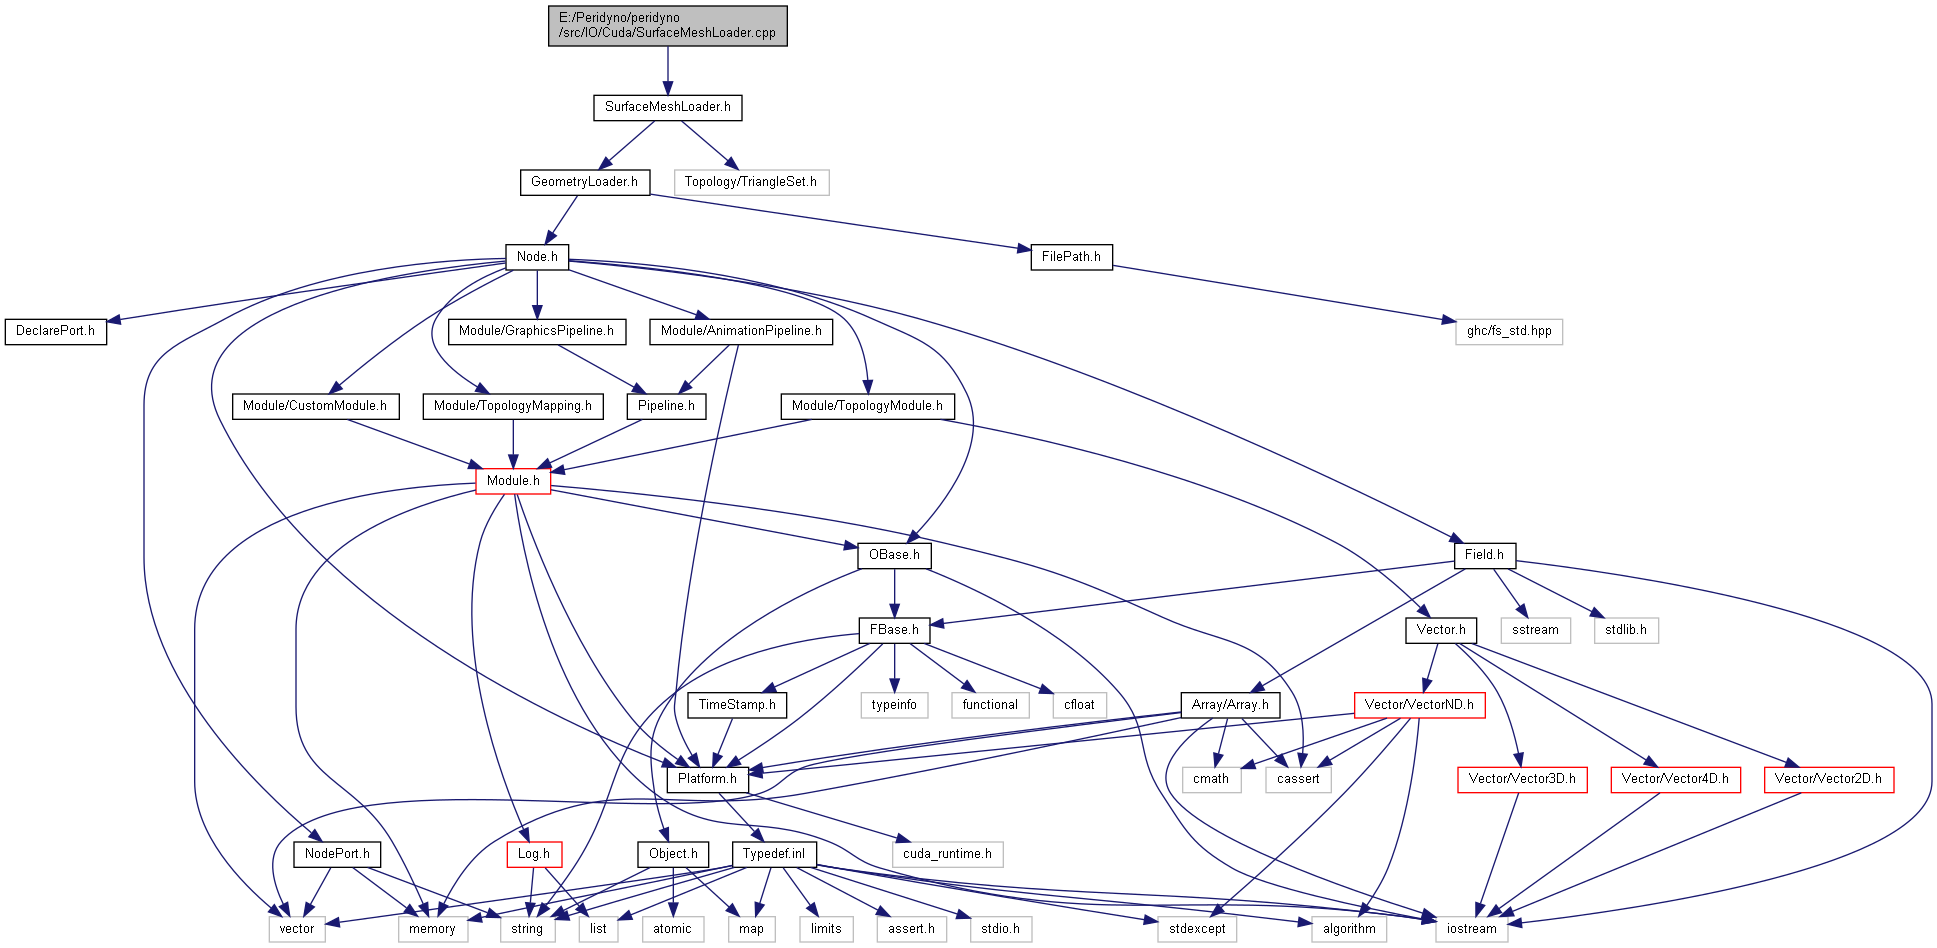 E:/Peridyno/peridyno
/src/IO/Cuda/SurfaceMeshLoader.cpp
SurfaceMeshLoader.h
GeometryLoader.h
Topology/TriangleSet.h
Node.h
FilePath.h
DeclarePort.h
Module/GraphicsPipeline.h
Module/AnimationPipeline.h
ghc/fs_std.hpp
Module/CustomModule.h
Module/TopologyMapping.h
Pipeline.h
Module/TopologyModule.h
Module.h
OBase.h
Field.h
FBase.h
Vector.h
sstream
stdlib.h
TimeStamp.h
typeinfo
functional
cfloat
Array/Array.h
Vector/VectorND.h
Platform.h
cmath
cassert
Vector/Vector3D.h
Vector/Vector4D.h
Vector/Vector2D.h
NodePort.h
Log.h
Object.h
Typedef.inl
cuda_runtime.h
vector
memory
string
list
atomic
map
limits
assert.h
stdio.h
stdexcept
algorithm
iostream